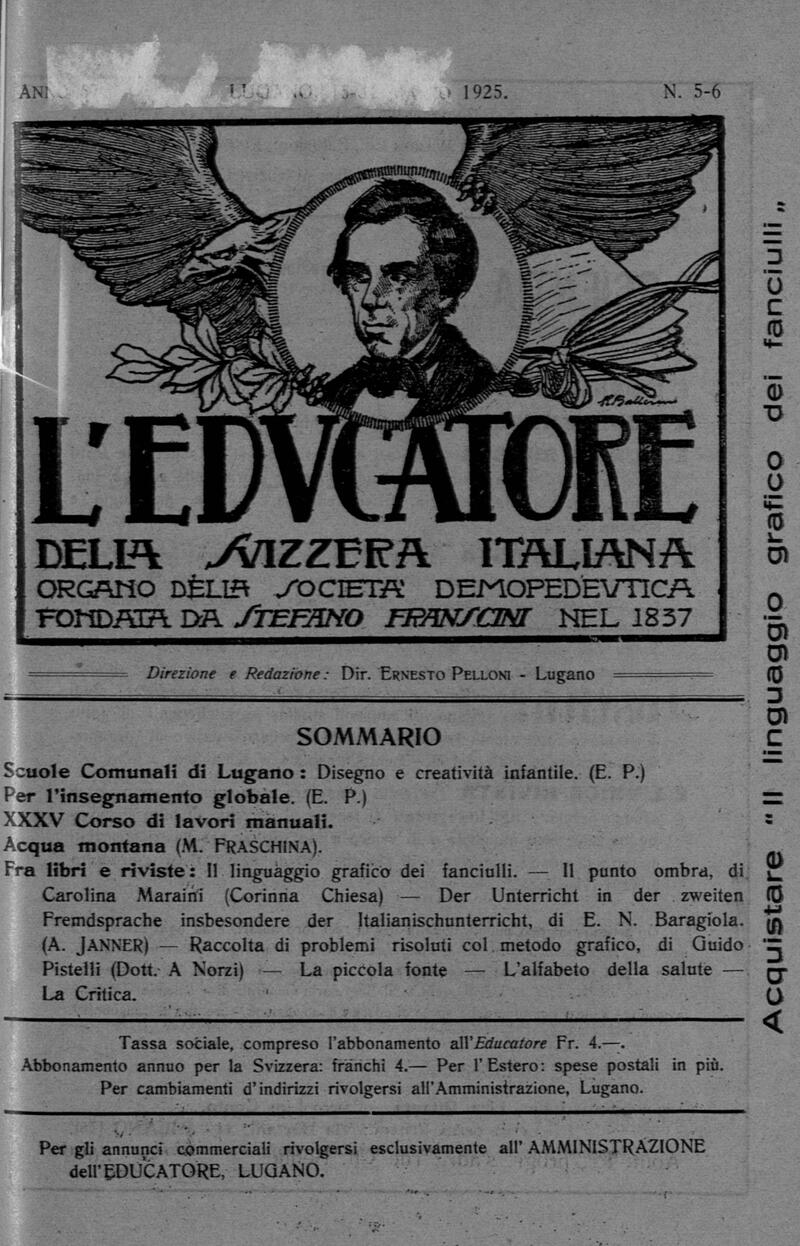 1925.
N. 5-6
L'EDVCATORE
DELLA SVIZZERA ITALIANA
ORGANO DELLA SOCIETA' DEMOPEDEVTICA
FONDATA DA STEFANO FRANSCINI NEL 1837
Direzione e Redazione: Dir. ERNESTO PELLONI - Lugano
SOMMARIO
Scuole Comunali di Lugano: Disegno e creatività infantile. (E. P.)
Per l'insegnamento globale. (E. P.)
XXXV Corso di lavori manuali.
Acqua montana (M. FRASCHINA).
Fra libri e riviste: Il linguaggio grafico dei fanciulli. — Il punto ombra, di
Carolina Maraini (Corinna Chiesa) — Der Unterricht in der zweiten
Fremdsprache insbesondere der Italianischunterricht, di E. N. Baragiola.
(A. JANNER) — Raccolta di problemi risoluti col metodo grafico, di Guido
Pistelli (Dott. A Norzi) — La piccola fonte — L'alfabeto della salute —
La Critica.
Tassa sociale, compreso l'abbonamento all'Educatore Fr. 4.—.
Abbonamento annuo per la Svizzera: franchi 4.— Per l'Estero: spese postali in più.
Per cambiamenti d'indirizzi rivolgersi all'Amministrazione, Lugano.
Per gli annunci commerciali rivolgersi esclusivamente all' AMMINISTRAZIONE
dell'EDUCATORE, LUGANO.
Acquistare "Il linguaggio grafico dei fanciulli„